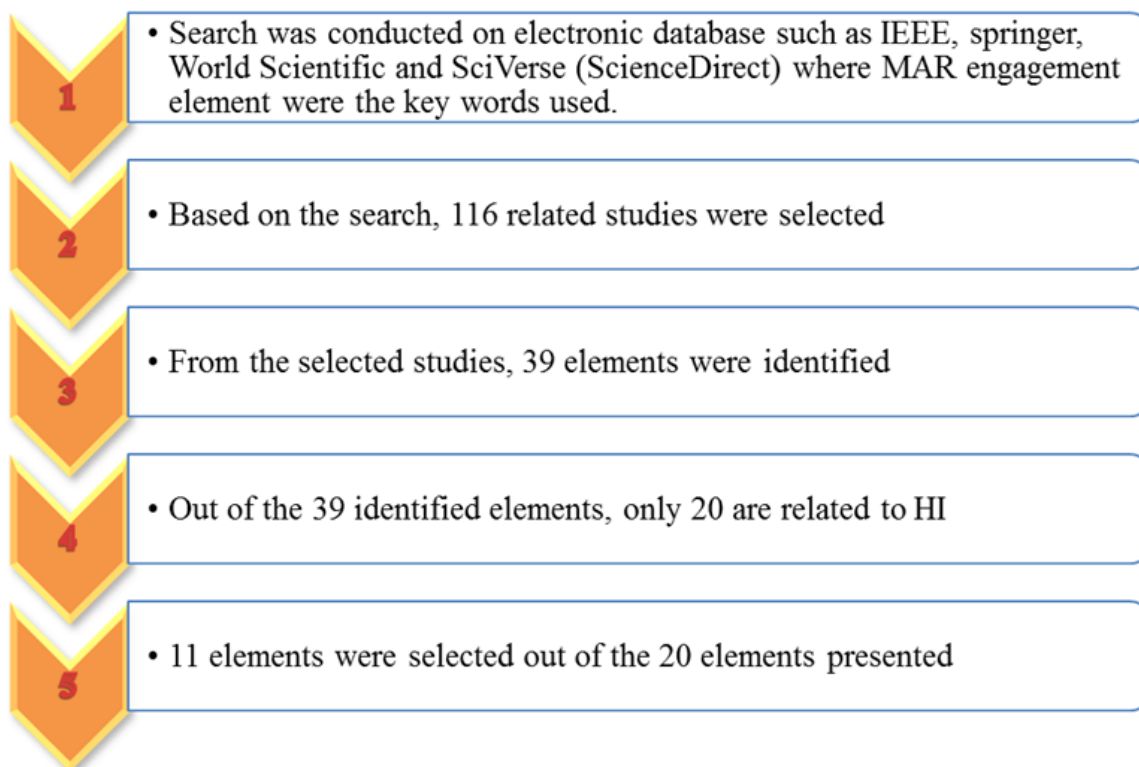 1
• Search was conducted on electronic database such as IEEE, springer,
World Scientific and SciVerse (ScienceDirect) where MAR engagement
element were the key words used.
2
• Based on the search, 116 related studies were selected
3
• From the selected studies, 39 elements were identified
4
• Out of the 39 identified elements, only 20 are related to HI
5
• 11 elements were selected out of the 20 elements presented